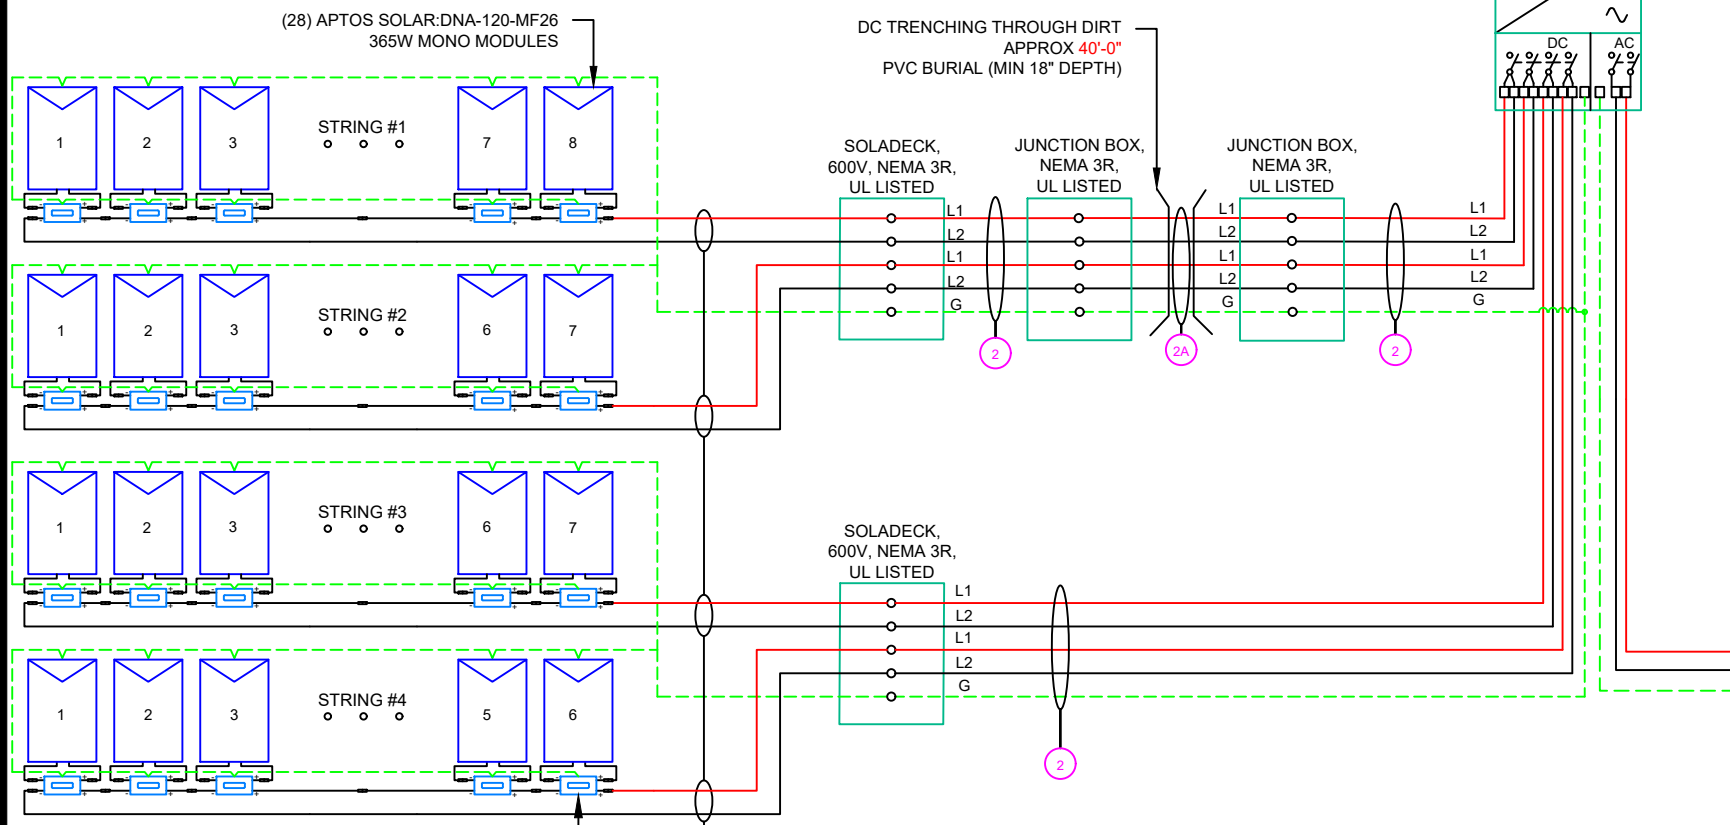 (28) APTOS SOLAR:DNA-120-MF26
365W MONO MODULES
DC TRENCHING THROUGH DIRT
APPROX 40'-0"
PVC BURIAL (MIN 18" DEPTH)
DC
AC
1
2
3
STRING #1
7
8
SOLADECK,
600V, NEMA 3R,
UL LISTED
JUNCTION BOX,
NEMA 3R,
UL LISTED
JUNCTION BOX,
NEMA 3R,
UL LISTED
L1
L2
L1
L2
G
L1
L2
L1
L2
G
L1
L2
L1
L2
G
2
2A
2
1
2
3
STRING #2
6
7
1
2
3
STRING #3
6
7
SOLADECK,
600V, NEMA 3R,
UL LISTED
L1
L2
L1
L2
G
2
1
2
3
STRING #4
5
6